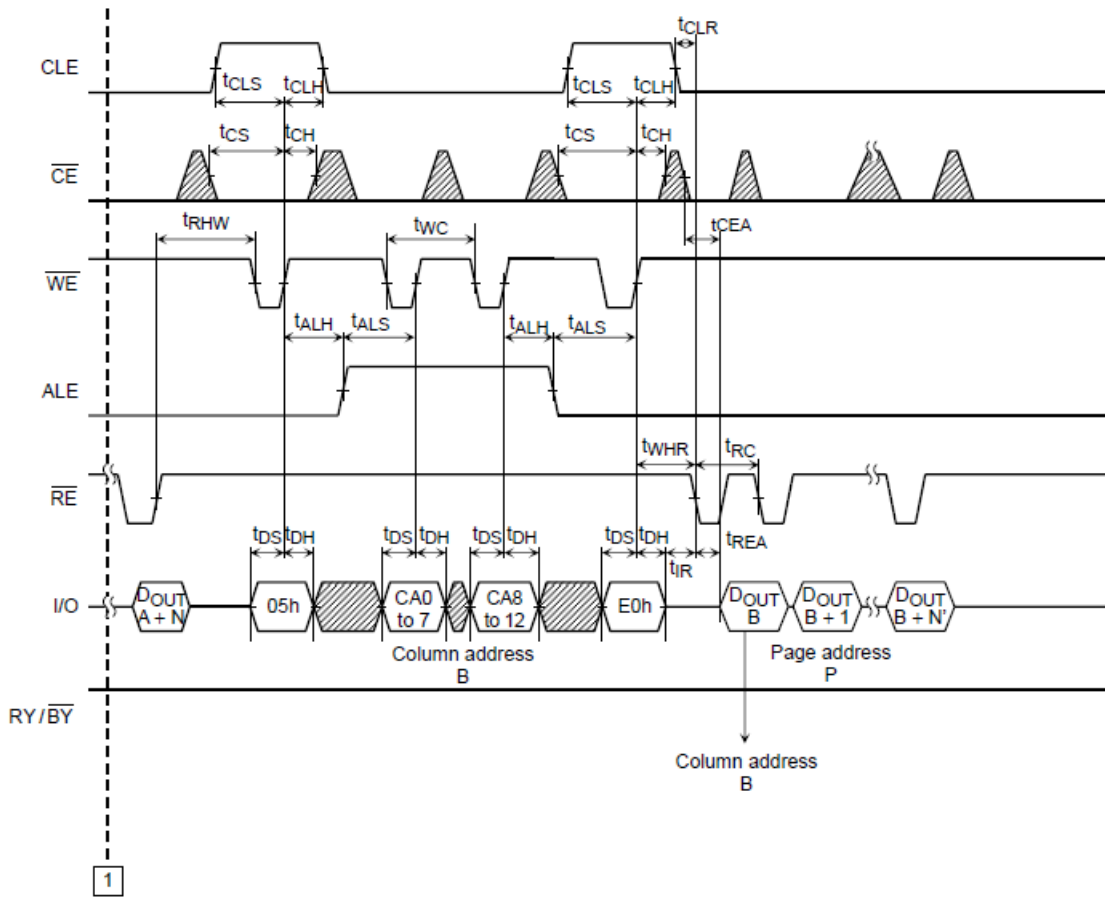 tCLR
CLE
tCLS tCLH tCLS tCLH
tCS tCH tCS tCH
CE
tRHW tWC tCEA
WE
tALH tALS tALH tALS
ALE
tWHR tRC
RE
tDS tDH tDS tDH tDS tDH tDS tDH tREA
tIR
I/O
DOUT
A + N
05h
CA0
to 7
CA8
to 12
E0h
DOUT
B
DOUT
B + 1
DOUT
B + N'
Column address
B
Page address
P
RY / BY
Column address
B
1